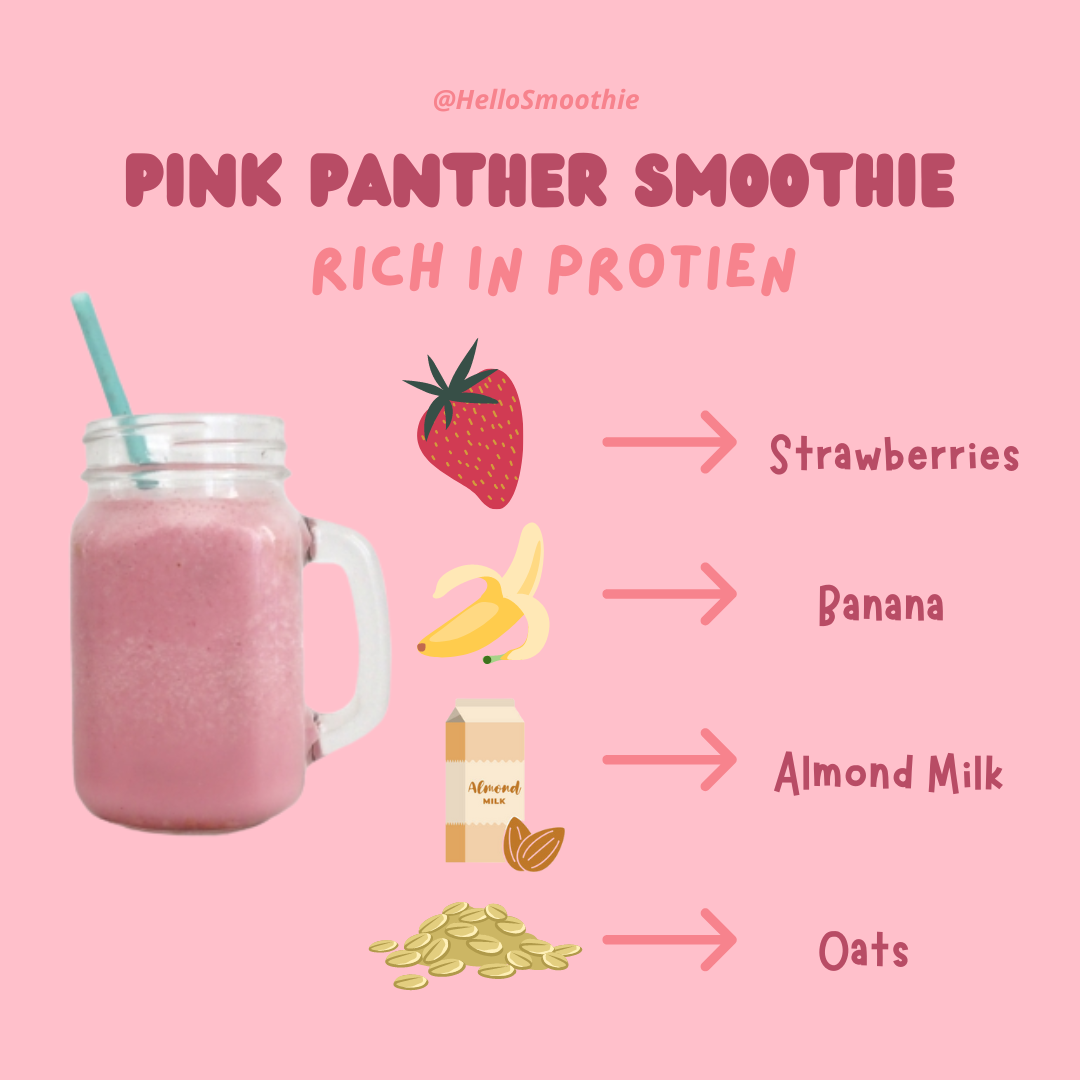 @HelloSmoothie
PINK PANTHER SMOOTHIE
RICH IN PROTIEN
Strawberries
Banana
Almond
MILK
Almond Milk
Oats